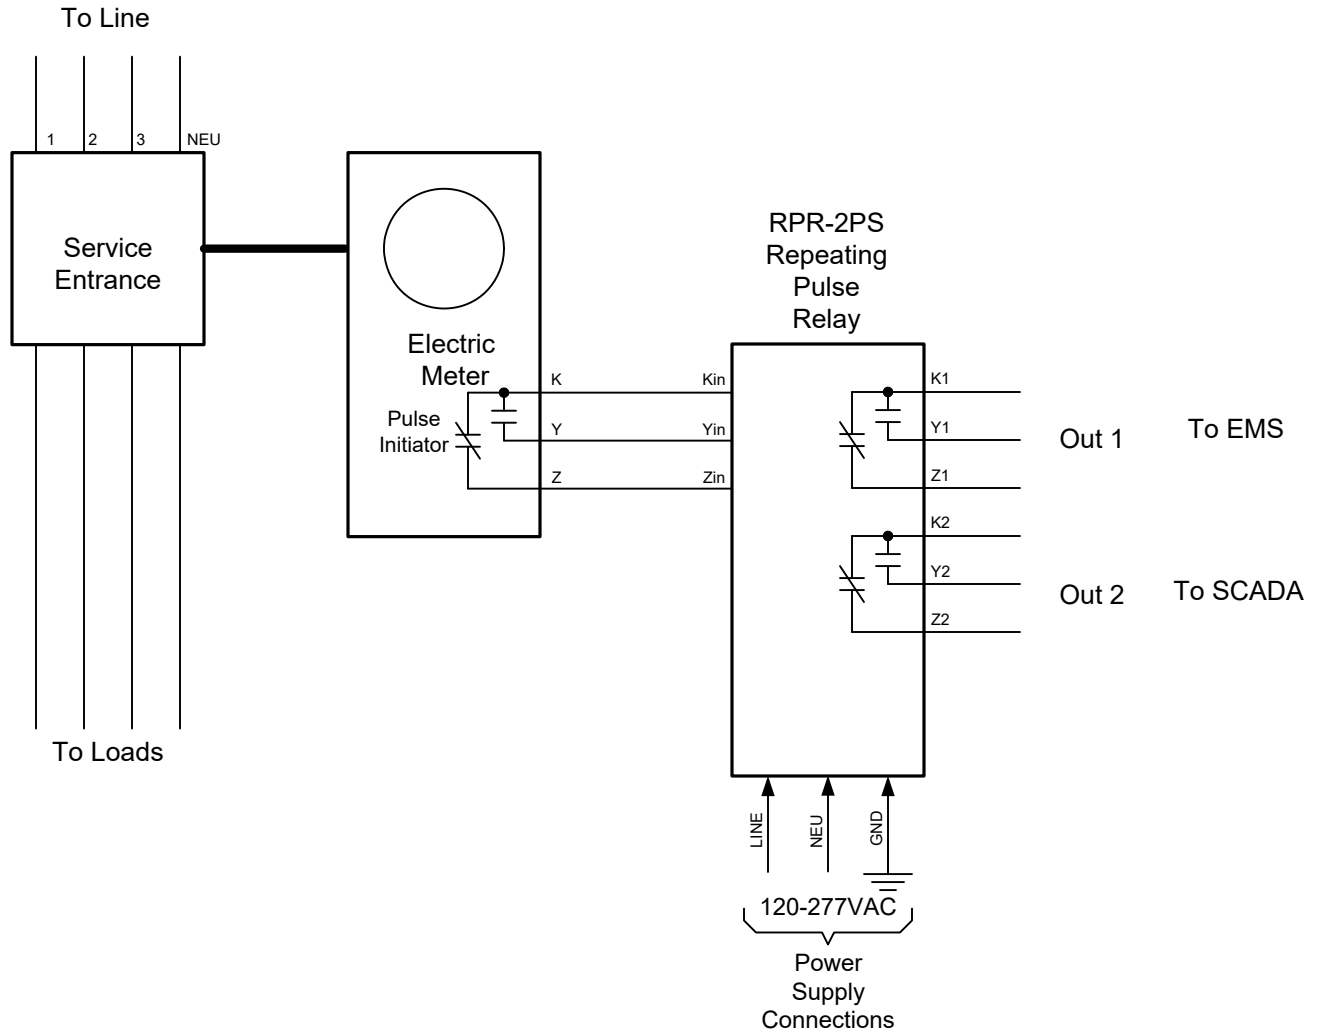 To Line
1
2
3
NEU
Service
Entrance
To Loads
Electric
Meter
Pulse
Initiator
K
Y
Z
RPR-2PS
Repeating
Pulse
Relay
Kin
Yin
Zin
K1
Y1
Z1
Out 1
To EMS
K2
Y2
Z2
Out 2
To SCADA
LINE
NEU
GND
120-277VAC
Power
Supply
Connections